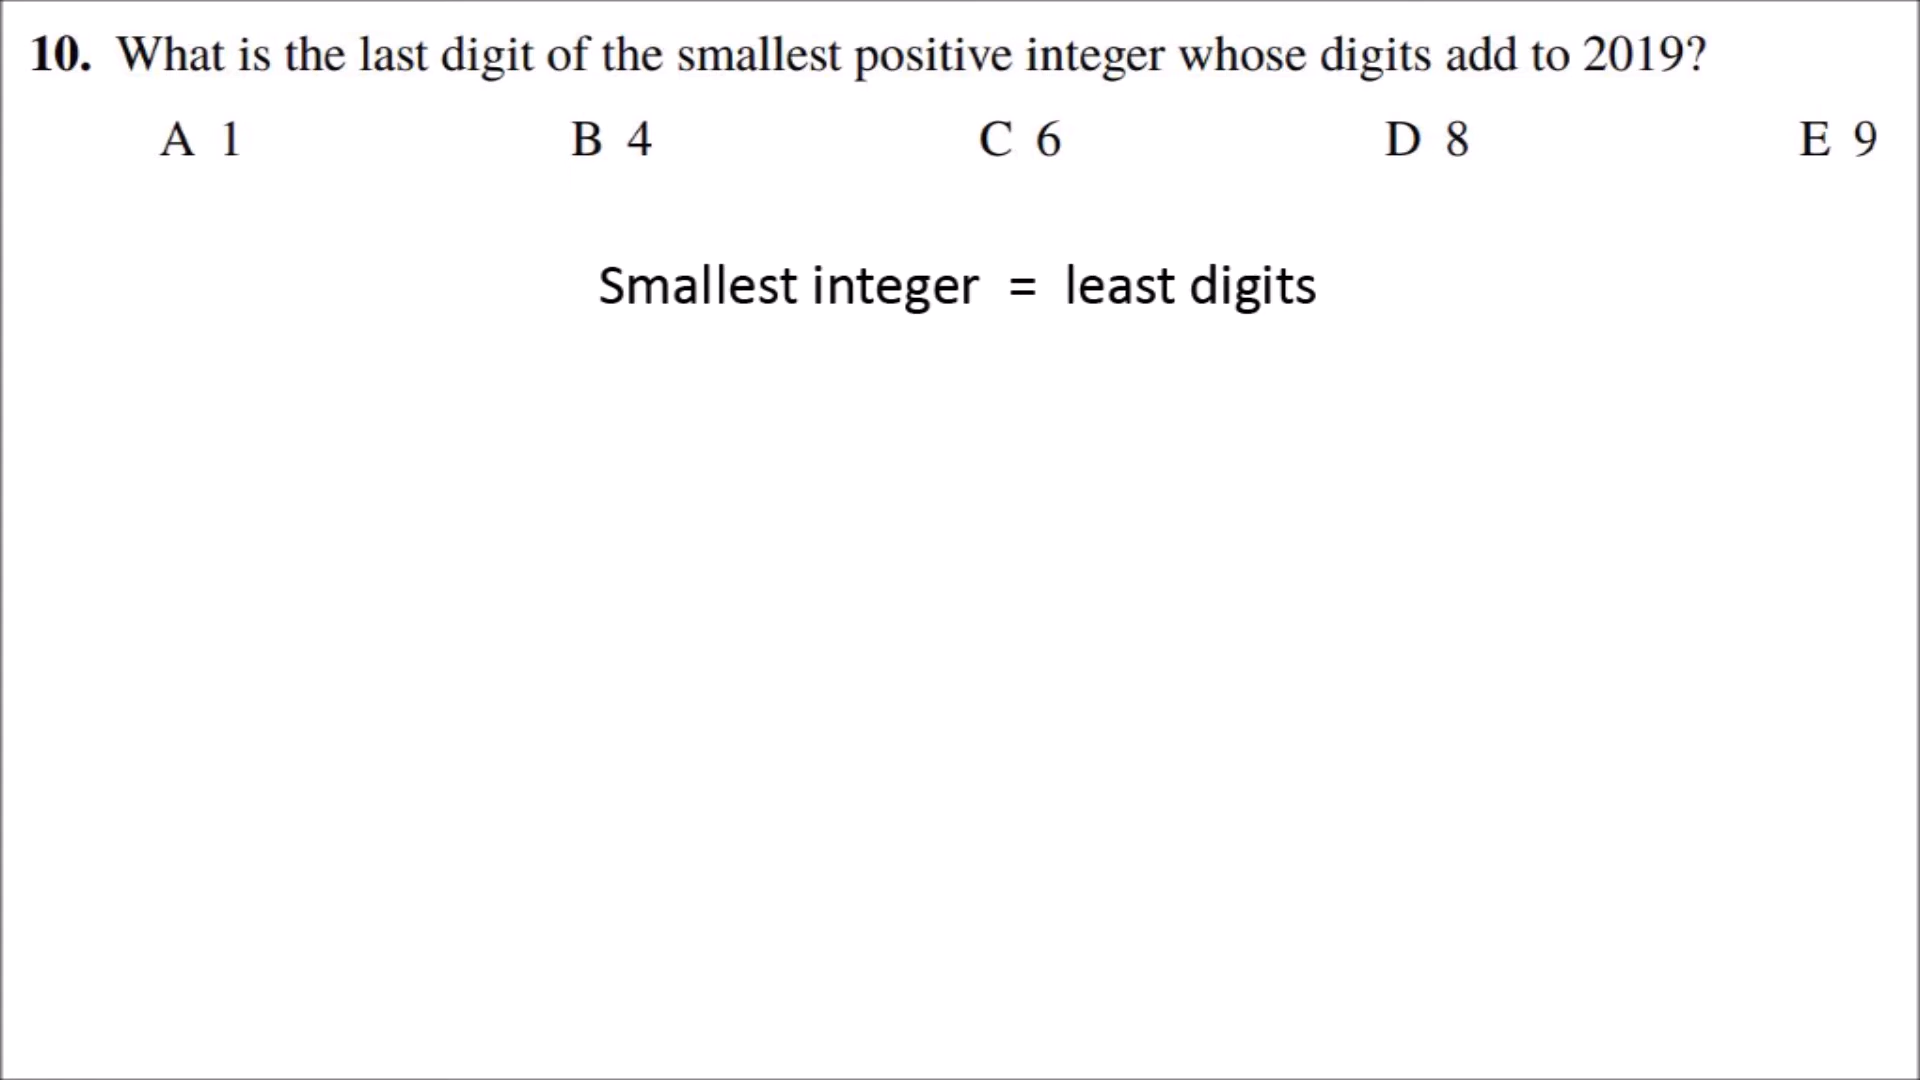 10. What is the last digit of the smallest positive integer whose digits add to 2019?
A 1 B 4 C 6 D 8 E 9
Smallest integer = least digits